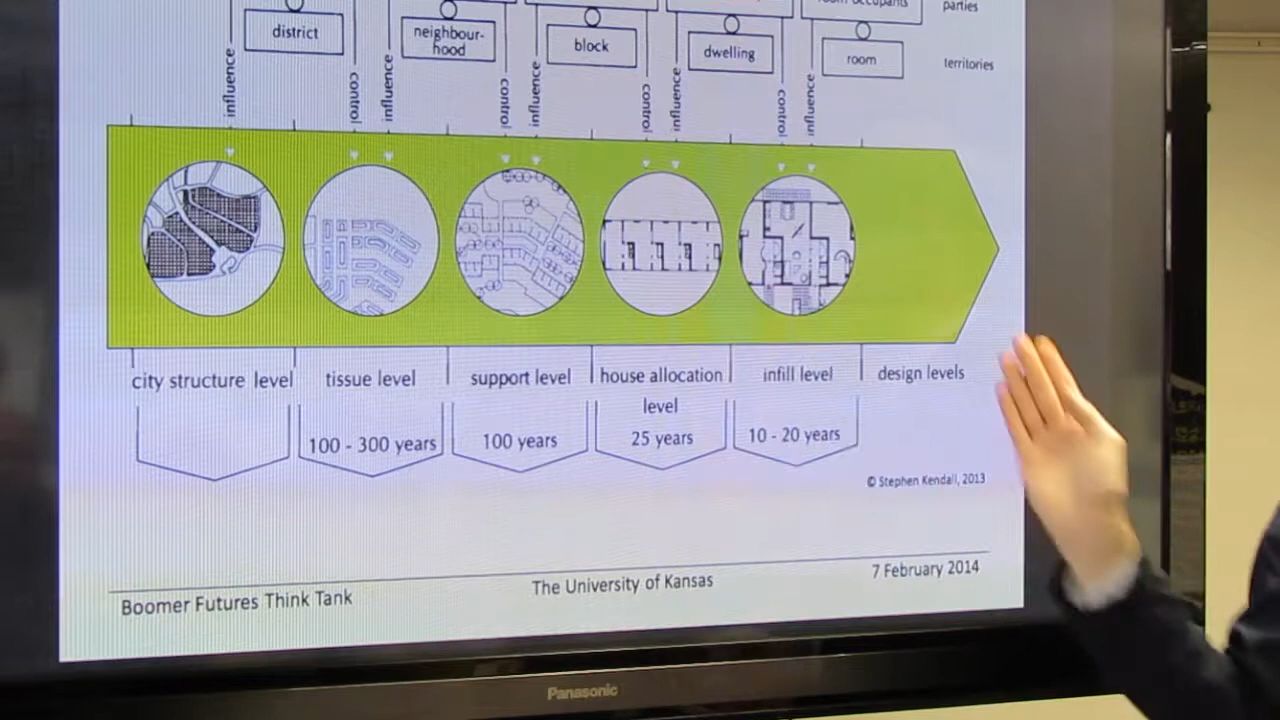 room occupants
parties
district
neighbour-
hood
block
dwelling
room
territories
influence
control
influence
control
influence
control
influence
control
influence
city structure level
tissue level
support level
house allocation
level
infill level
design levels
100 - 300 years
100 years
25 years
10 - 20 years
© Stephen Kendall, 2013
Boomer Futures Think Tank
The University of Kansas
7 February 2014
Panasonic